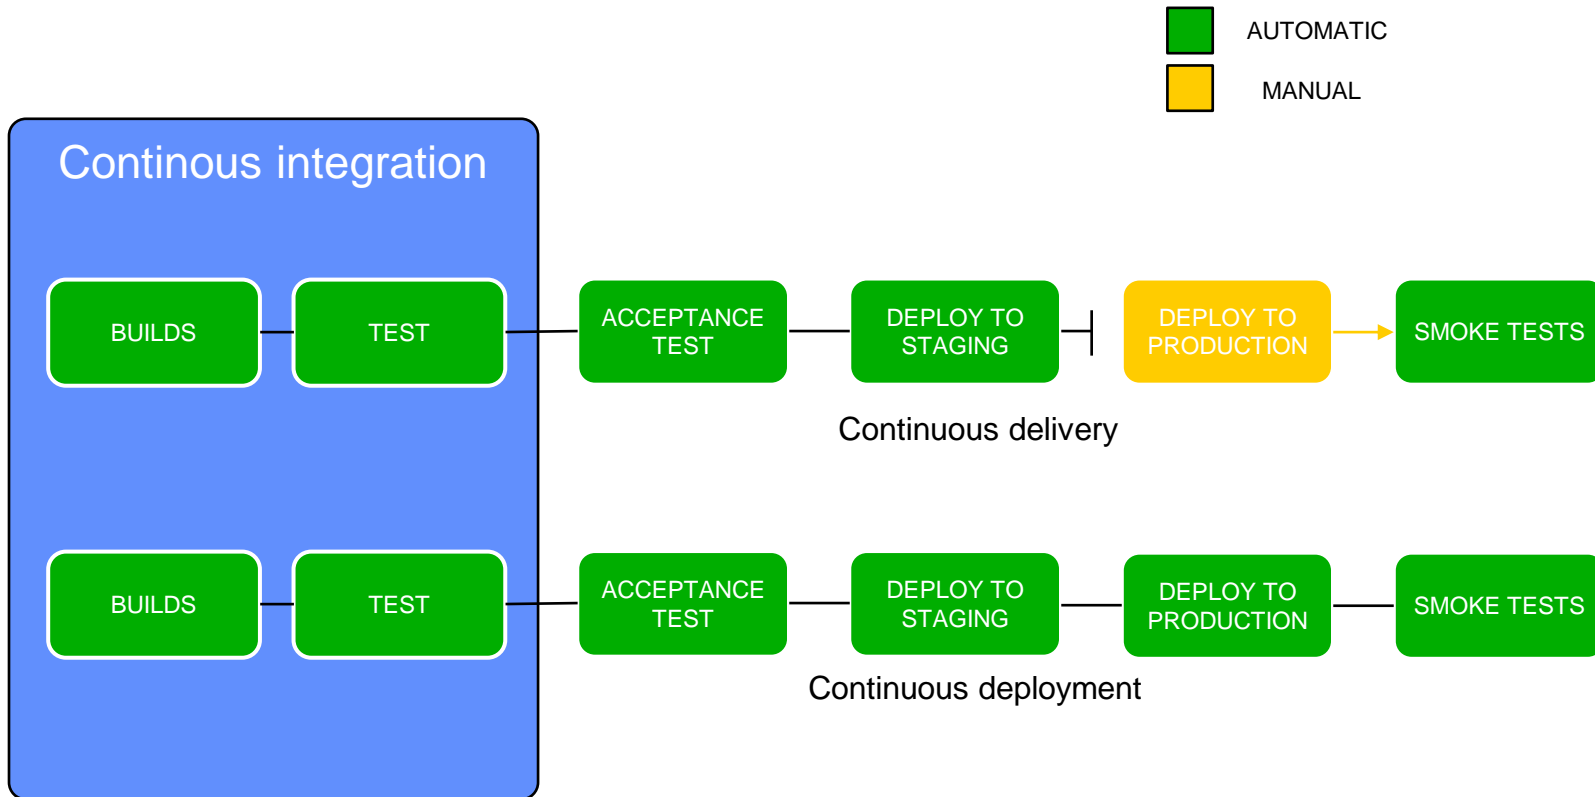 AUTOMATIC
MANUAL
Continous integration
BUILDS
TEST
ACCEPTANCE
TEST
DEPLOY TO
STAGING
DEPLOY TO
PRODUCTION
SMOKE TESTS
Continuous delivery
BUILDS
TEST
ACCEPTANCE
TEST
DEPLOY TO
STAGING
DEPLOY TO
PRODUCTION
SMOKE TESTS
Continuous deployment